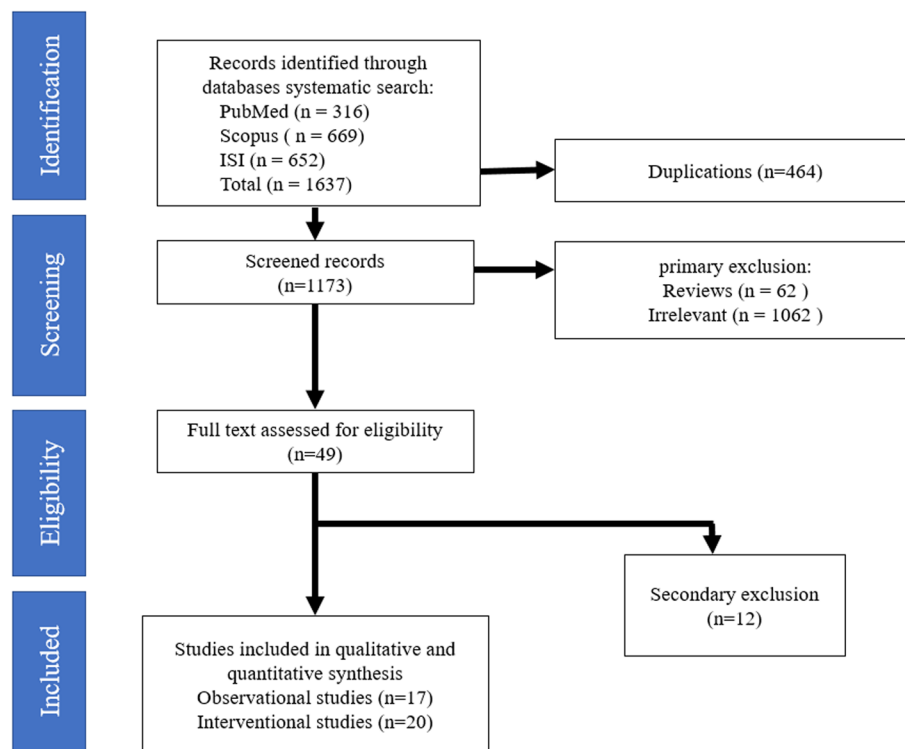 Identification
Records identified through
databases systematic search:
PubMed (n = 316)
Scopus ( n = 669)
ISI (n = 652)
Total (n = 1637)
Duplications (n=464)
Screening
Screened records
(n=1173)
primary exclusion:
Reviews (n = 62 )
Irrelevant (n = 1062 )
Eligibility
Full text assessed for eligibility
(n=49)
Secondary exclusion
(n=12)
Included
Studies included in qualitative and
quantitative synthesis
Observational studies (n=17)
Interventional studies (n=20)